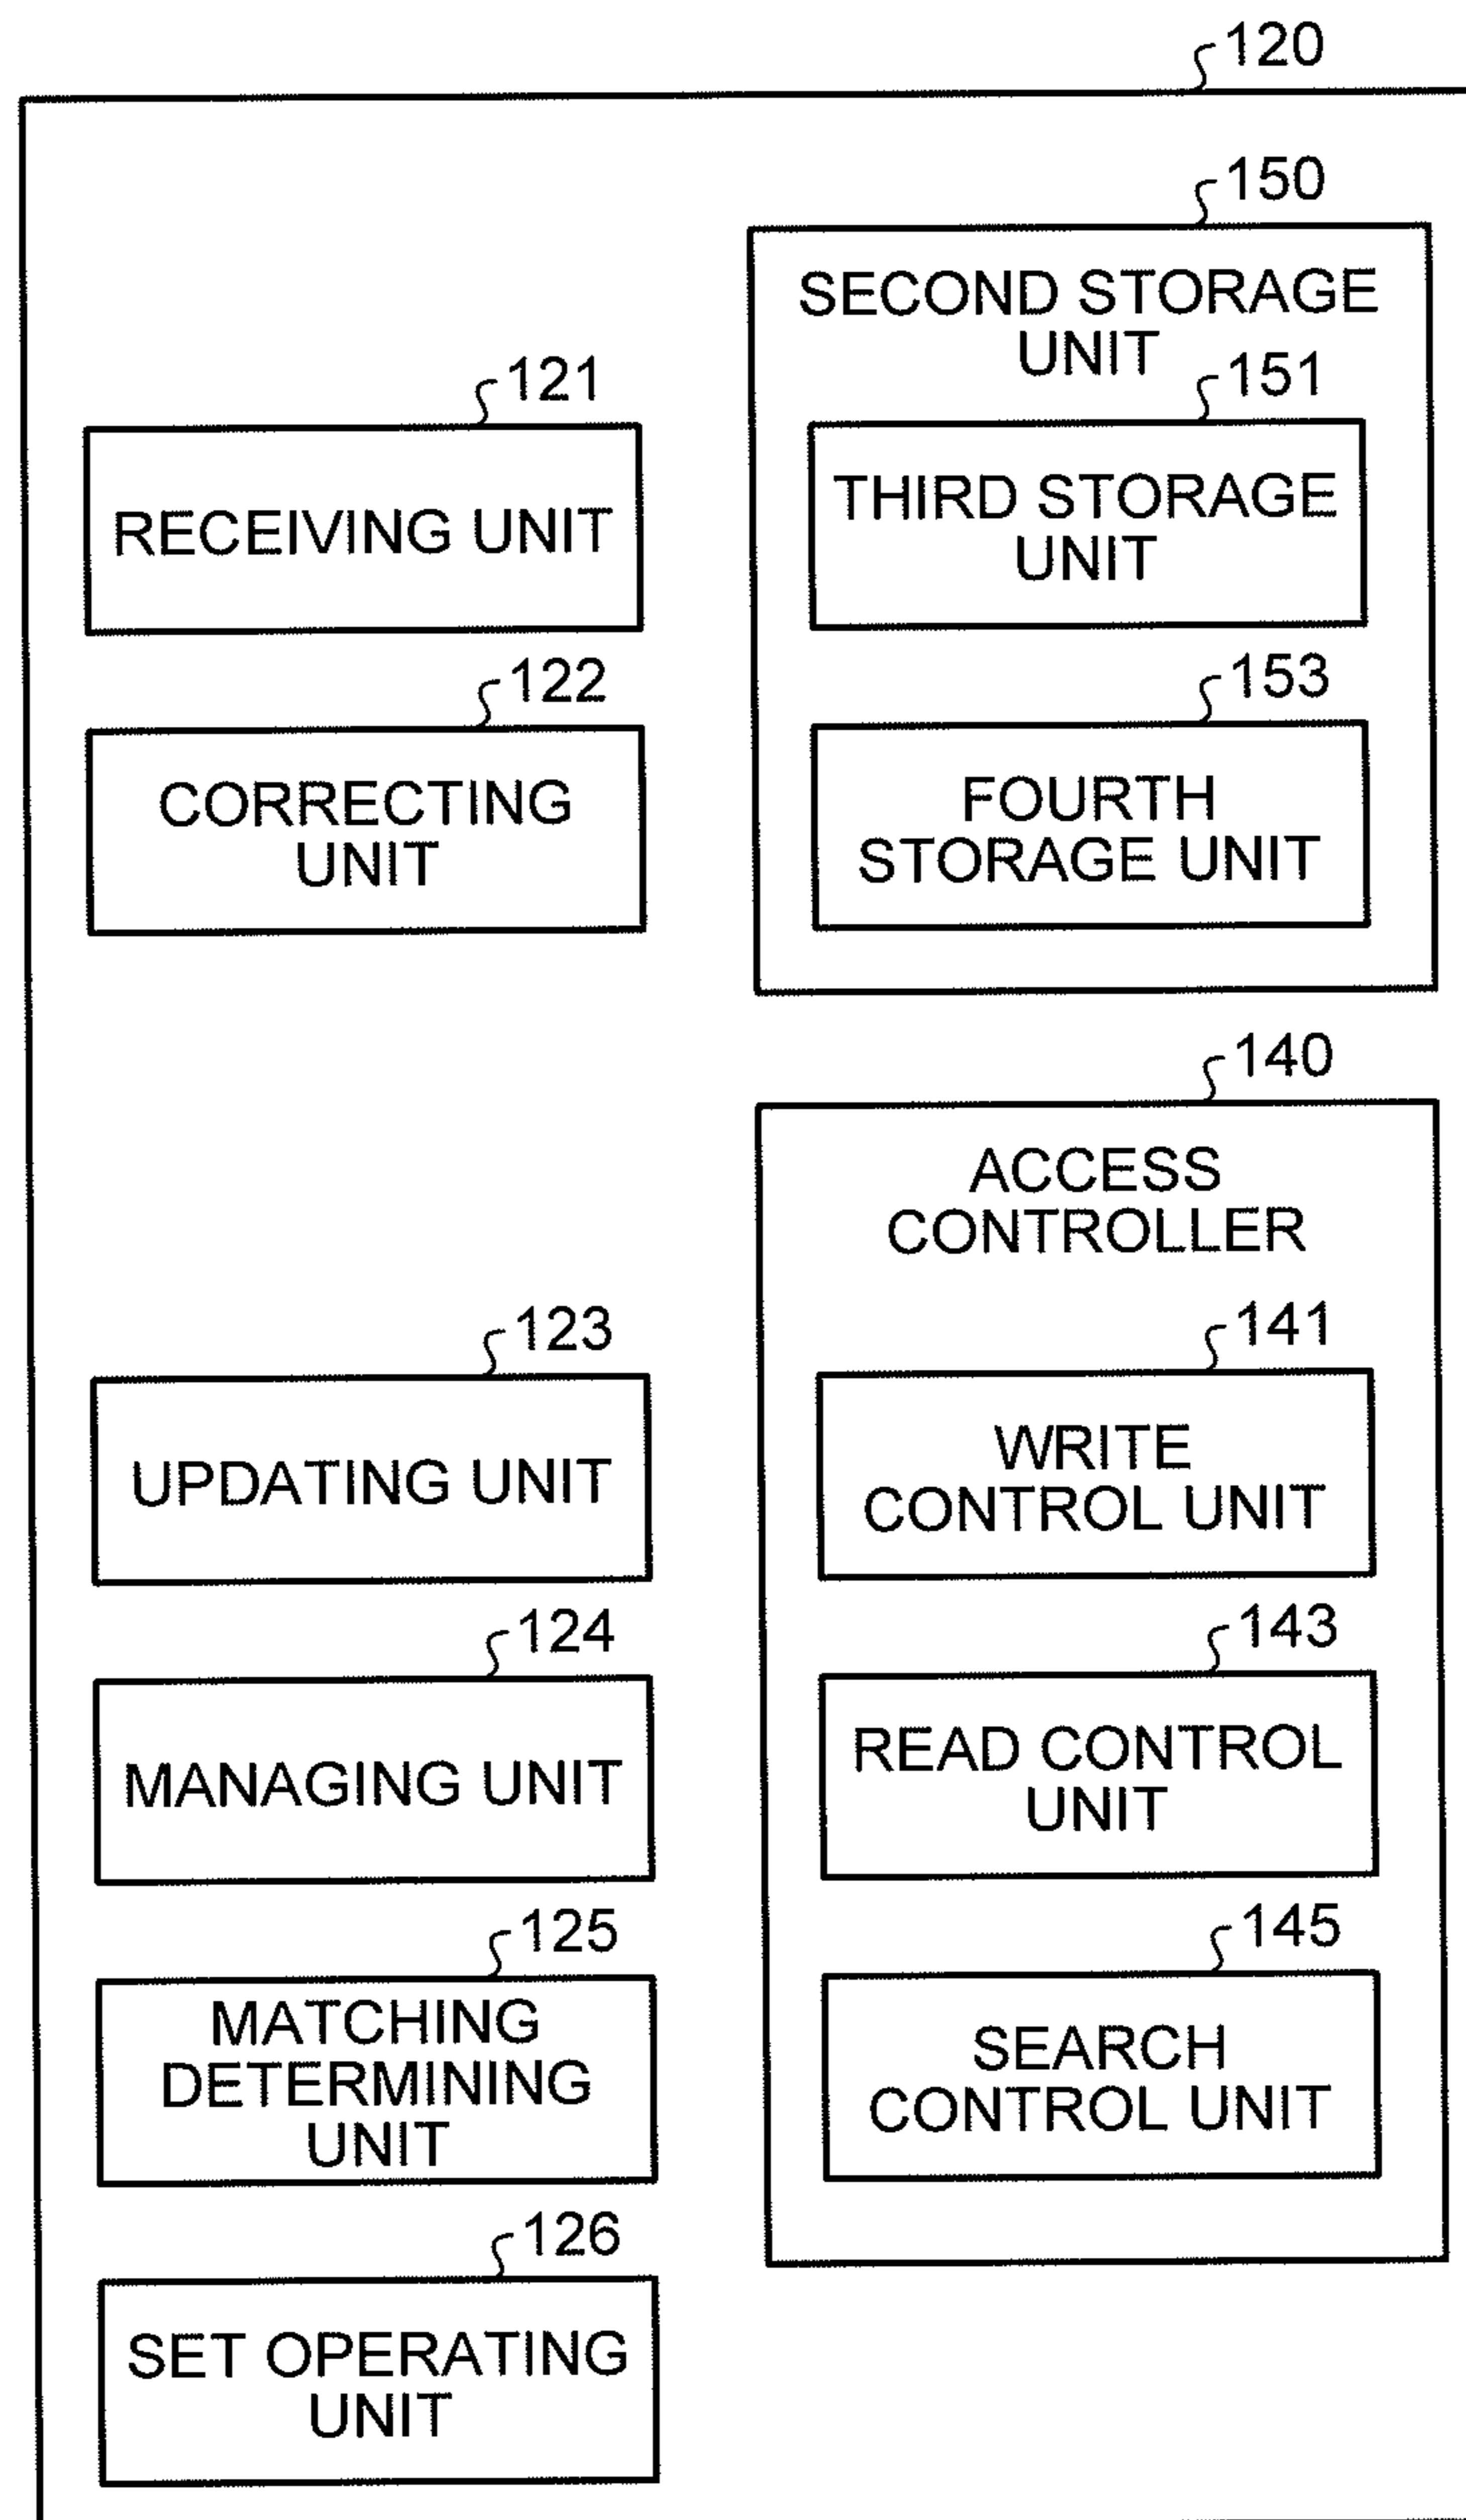 120
150
SECOND STORAGE
UNIT
151
THIRD STORAGE
UNIT
153
FOURTH
STORAGE UNIT
121
RECEIVING UNIT
122
CORRECTING
UNIT
140
ACCESS
CONTROLLER
141
WRITE
CONTROL UNIT
143
READ CONTROL
UNIT
145
SEARCH
CONTROL UNIT
123
UPDATING UNIT
124
MANAGING UNIT
125
MATCHING
DETERMINING
UNIT
126
SET OPERATING
UNIT